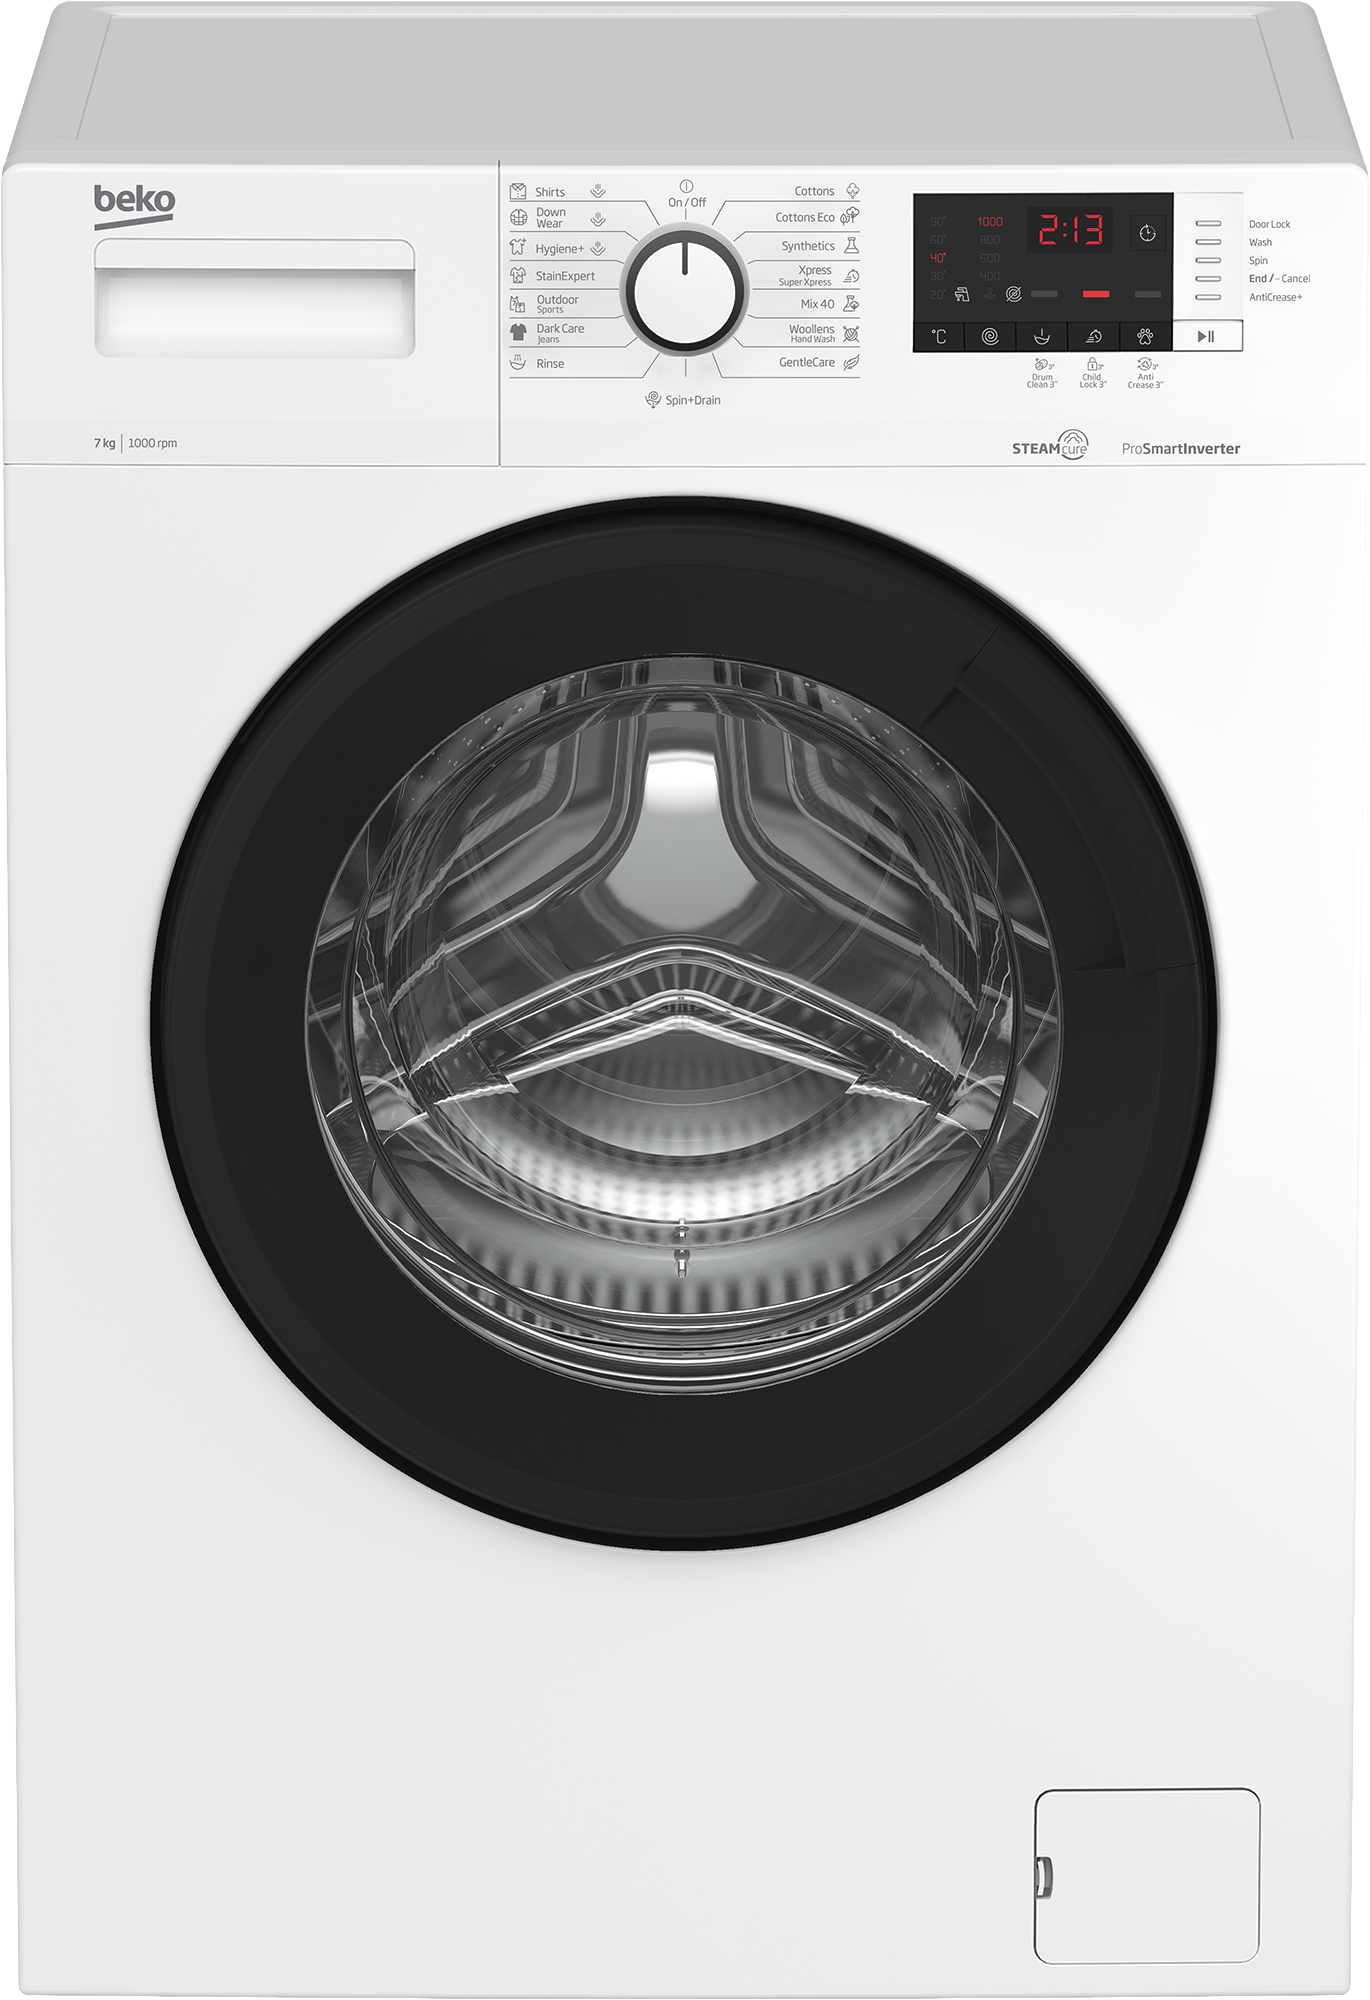 beko
7 kg | 1000 rpm
Shirts
Down
Wear
Hygiene+
StainExpert
Outdoor
Sports
Dark Care
Jeans
Rinse
On / Off
Spin+Drain
Cottons
Cottons Eco
Synthetics
Xpress
Super Xpress
Mix 40
Woollens
Hand Wash
GentleCare
90°
60°
40°
30°
20°
1000
800
600
400
2:13
°C
Drum
Clean 3"
Child
Lock 3"
Anti
Crease 3"
Door Lock
Wash
Spin
End / – Cancel
AntiCrease+
STEAMcure
ProSmartInverter